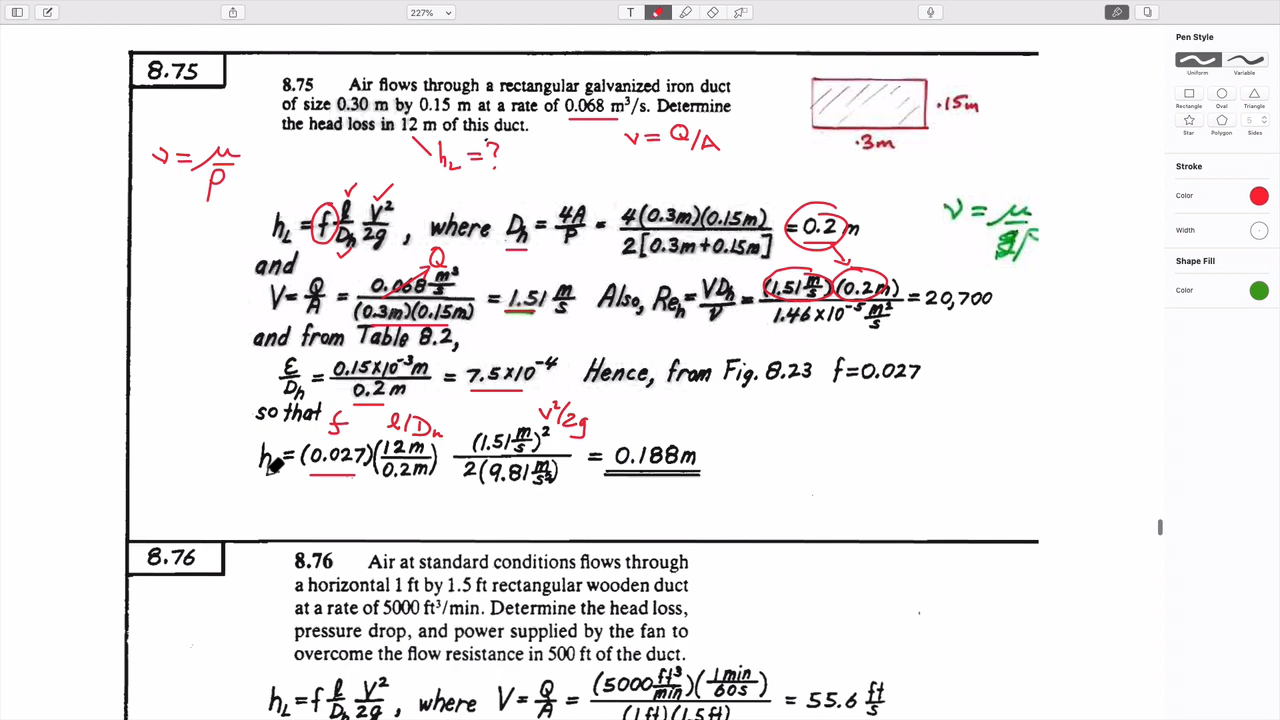 227%
T
8.75
8.75 Air flows through a rectangular galvanized iron duct
of size 0.30 m by 0.15 m at a rate of 0.068 m³/s. Determine
the head loss in 12 m of this duct.
.15m
.3m
h_L = ?
V = Q/A
ν = μ/ρ
ν = μ
h_L = f l/D_h V²/2g , where D_h = 4A/P = 4(0.3m)(0.15m)/2[0.3m+0.15m] = 0.2 m
and
Q
V = Q/A = 0.068 m³/s/(0.3m)(0.15m) = 1.51 m/s Also, Re_h = VD_h/ν = (1.51 m/s)(0.2m)/1.46×10⁻⁵ m²/s = 20,700
and from Table 8.2,
ε/D_h = 0.15×10⁻³m/0.2m = 7.5×10⁻⁴ Hence, from Fig. 8.23 f=0.027
so that
f l/D_h V²/2g
h = (0.027)(12m/0.2m) (1.51 m/s)²/2(9.81 m/s²) = 0.188m
8.76
8.76 Air at standard conditions flows through
a horizontal 1 ft by 1.5 ft rectangular wooden duct
at a rate of 5000 ft³/min. Determine the head loss,
pressure drop, and power supplied by the fan to
overcome the flow resistance in 500 ft of the duct.
h_L = f l/D_h V²/2g , where V = Q/A = (5000 ft³/min)(1min/60s)/(1ft)(1.5ft) = 55.6 ft/s
Pen Style
Uniform Variable
Rectangle Oval Triangle
5
Star Polygon Sides
Stroke
Color
Width
Shape Fill
Color